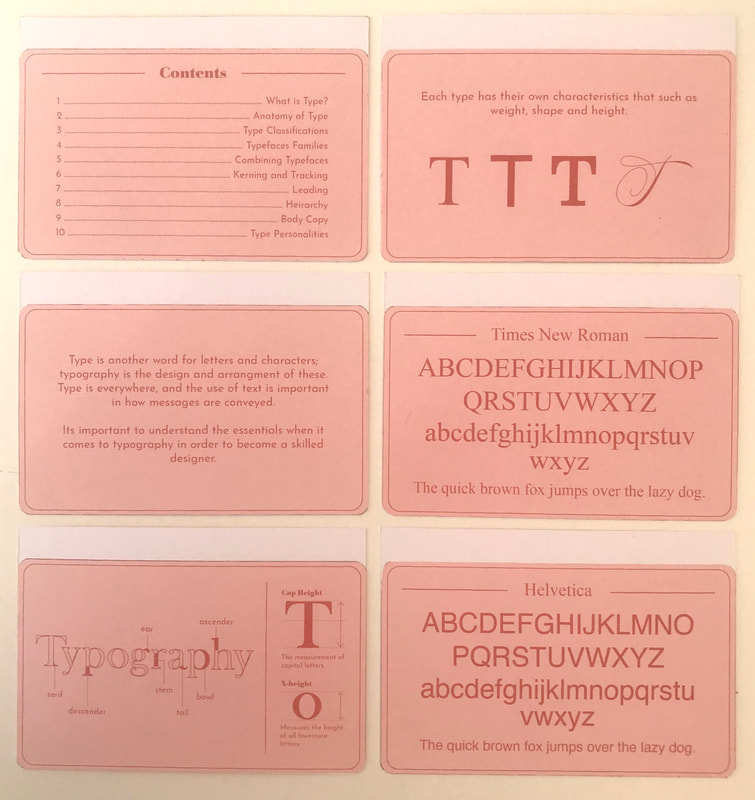 Contents
1 What is Type?
2 Anatomy of Type
3 Type Classifications
4 Typefaces Families
5 Combining Typefaces
6 Kerning and Tracking
7 Leading
8 Heirarchy
9 Body Copy
10 Type Personalities
Each type has their own characteristics that such as
weight, shape and height.
T T T T
Type is another word for letters and characters;
typography is the design and arrangment of these.
Type is everywhere, and the use of text is important
in how messages are conveyed.
Its important to understand the essentials when it
comes to typography in order to become a skilled
designer.
Times New Roman
ABCDEFGHIJKLMNOP
QRSTUVWXYZ
abcdefghijklmnopqrstuv
wxyz
The quick brown fox jumps over the lazy dog.
ascender
ear
Typography
serif
stem
bowl
descender
tail
Cap Height
T
The measurement of
capital letters.
X-height
o
Measures the height
of all lowercase
letters.
Helvetica
ABCDEFGHIJKLMNO
PQRSTUVWXYZ
abcdefghijklmnopqrstu
vwxyz
The quick brown fox jumps over the lazy dog.